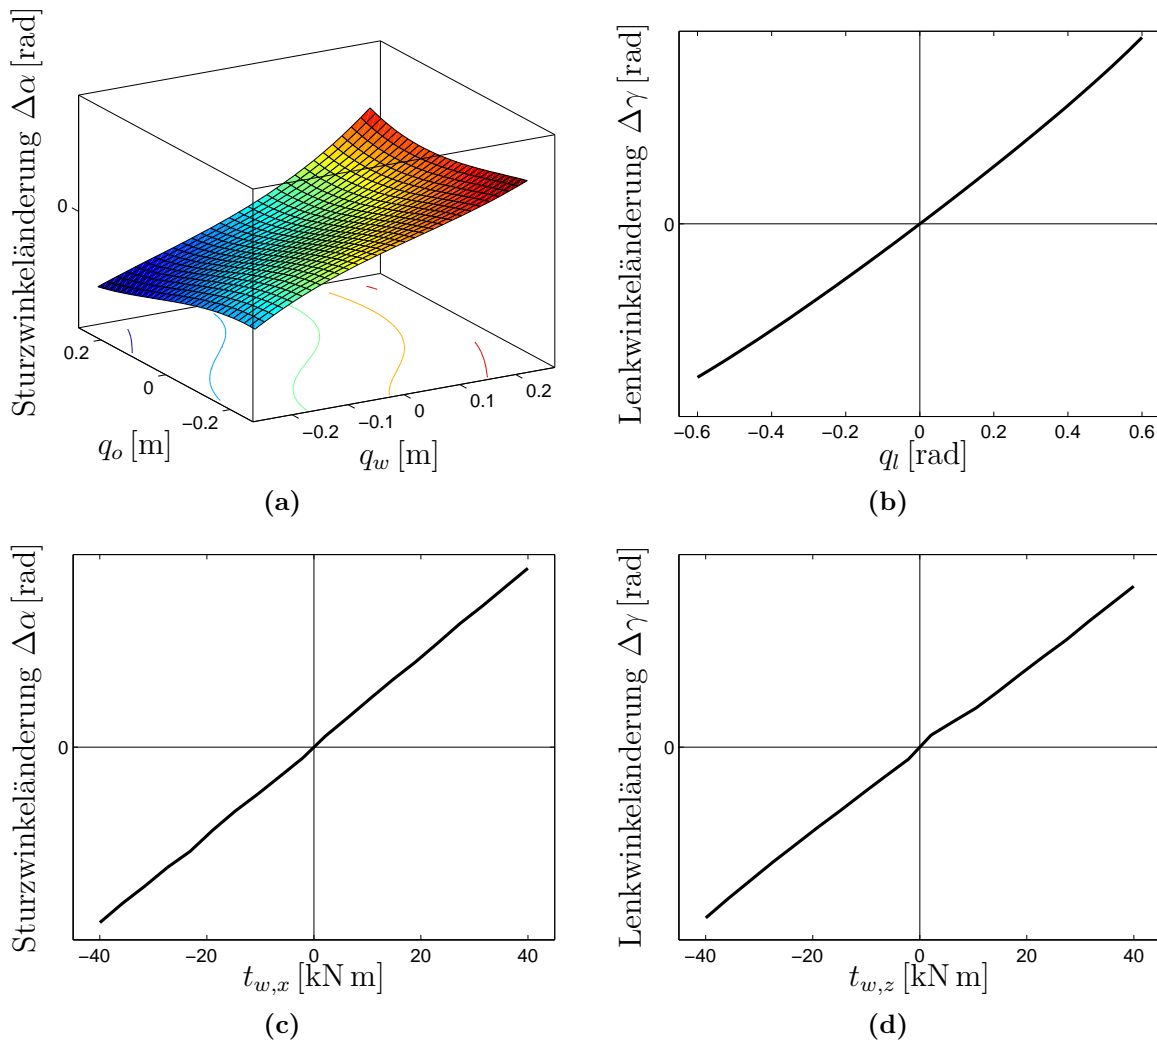 Sturzwinkeländerung Δα [rad]
0
0.2
0
−0.2
−0.2
−0.1
0
0.1
0.2
q_o [m]
q_w [m]
(a)
Lenkwinkeländerung Δγ [rad]
0
−0.6 −0.4 −0.2 0 0.2 0.4 0.6
q_l [rad]
(b)
Sturzwinkeländerung Δα [rad]
0
−40 −20 0 20 40
t_{w,x} [kN m]
(c)
Lenkwinkeländerung Δγ [rad]
0
−40 −20 0 20 40
t_{w,z} [kN m]
(d)